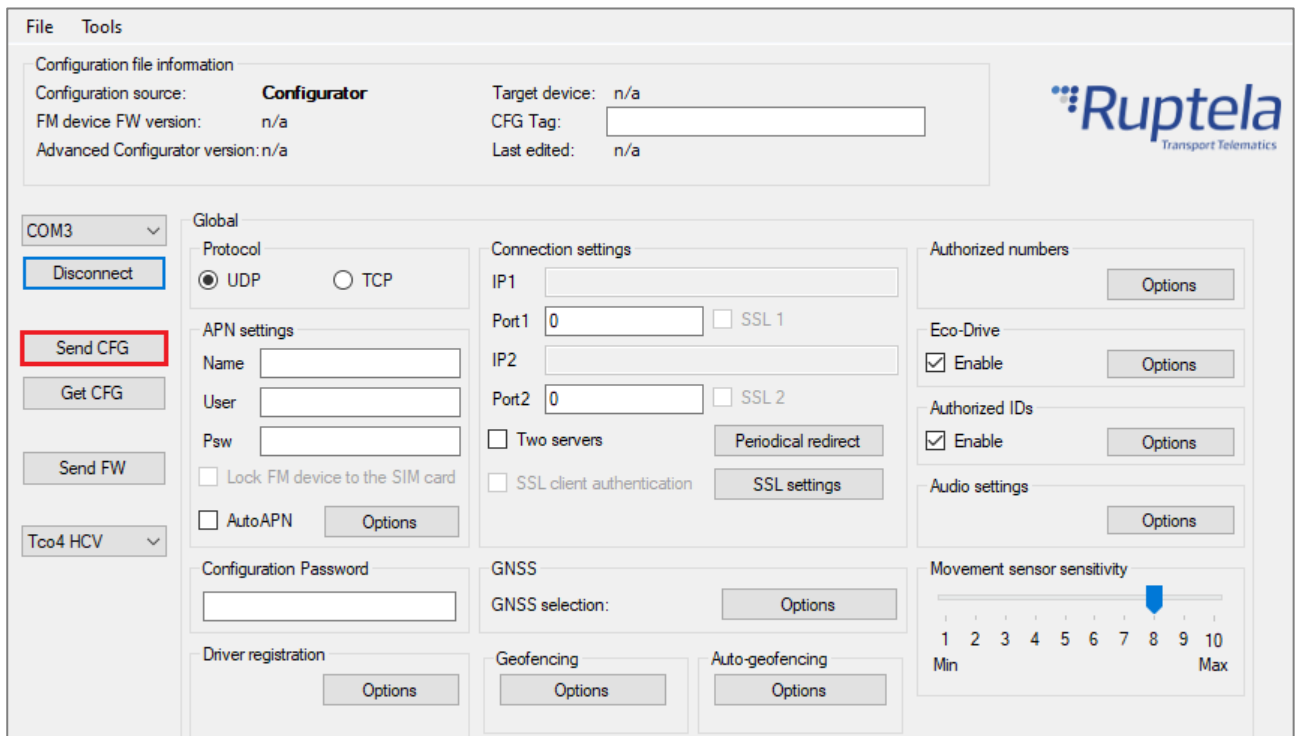 File Tools
Configuration file information
Configuration source: Configurator
Target device: n/a
FM device FW version: n/a
CFG Tag:
Advanced Configurator version: n/a
Last edited: n/a
Ruptela
Transport Telematics
COM3
Disconnect
Send CFG
Get CFG
Send FW
Tco4 HCV
Global
Protocol
UDP TCP
APN settings
Name
User
Psw
Lock FM device to the SIM card
AutoAPN Options
Configuration Password
Driver registration
Options
Connection settings
IP1
Port1 0 SSL 1
IP2
Port2 0 SSL 2
Two servers Periodical redirect
SSL client authentication SSL settings
GNSS
GNSS selection: Options
Geofencing
Options
Auto-geofencing
Options
Authorized numbers
Options
Eco-Drive
Enable Options
Authorized IDs
Enable Options
Audio settings
Options
Movement sensor sensitivity
1 2 3 4 5 6 7 8 9 10
Min Max